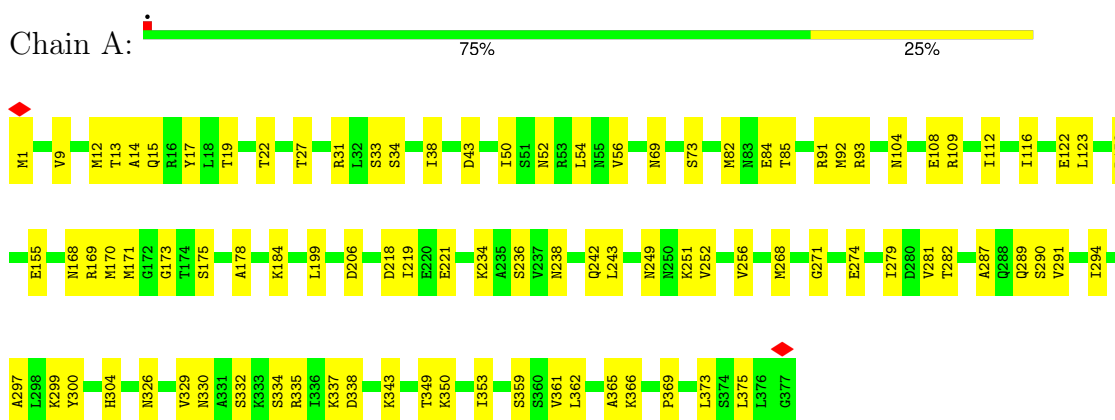 Chain A:
75% 25%
M1 V9 M12 T13 A14 Q15 R16 Y17 L18 T19 T22 T27 R31 L32 S33 S34 I38 D43 I50 S51 N52 R53 L54 N55 V56 N69 S73 M82 N83 E84 T85 R91 M92 R93 N104 E108 R109 I112 I116 E122 L123
E155 N168 R169 M170 M171 G172 G173 T174 S175 A178 K184 L199 D206 D218 I219 E220 E221 K234 A235 S236 V237 N238 Q242 L243 N249 N250 K251 V252 V256 M268 G271 E274 I279 D280 V281 T282 A287 Q288 Q289 S290 V291 I294
A297 L298 K299 Y300 H304 N326 V329 N330 A331 S332 K333 S334 R335 I336 K337 D338 K343 T349 K350 I353 S359 S360 V361 L362 A365 K366 P369 L373 S374 L375 L376 G377